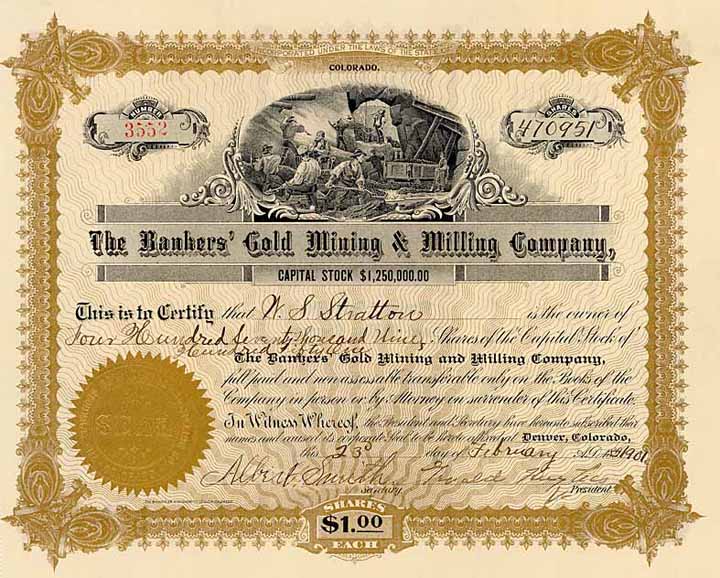 INCORPORATED UNDER THE LAWS OF THE STATE OF
COLORADO.
NUMBER
3552
SHARES
470951
The Bankers' Gold Mining & Milling Company,
CAPITAL STOCK $1,250,000.00
This is to Certify that W. S. Stratton is the owner of
Four Hundred Seventy thousand Nine Shares of the Capital Stock of
Hundred fifty one
The Bankers' Gold Mining and Milling Company,
full paid and non assessable transferable only on the Books of the
Company in person or by Attorney on surrender of this Certificate.
In Witness Whereof, the President and Secretary have hereunto subscribed their
names and caused its corporate Seal to be hereto affixed at Denver, Colorado,
this 23d day of February A.D. 1901
Albert Smith
Secretary
President
SHARES
$1.00
EACH